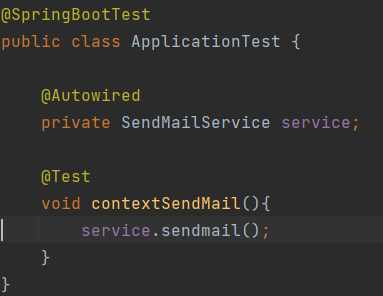 @SpringBootTest
public class ApplicationTest {
@Autowired
private SendMailService service;
@Test
void contextSendMail(){
service.sendmail();
}
}